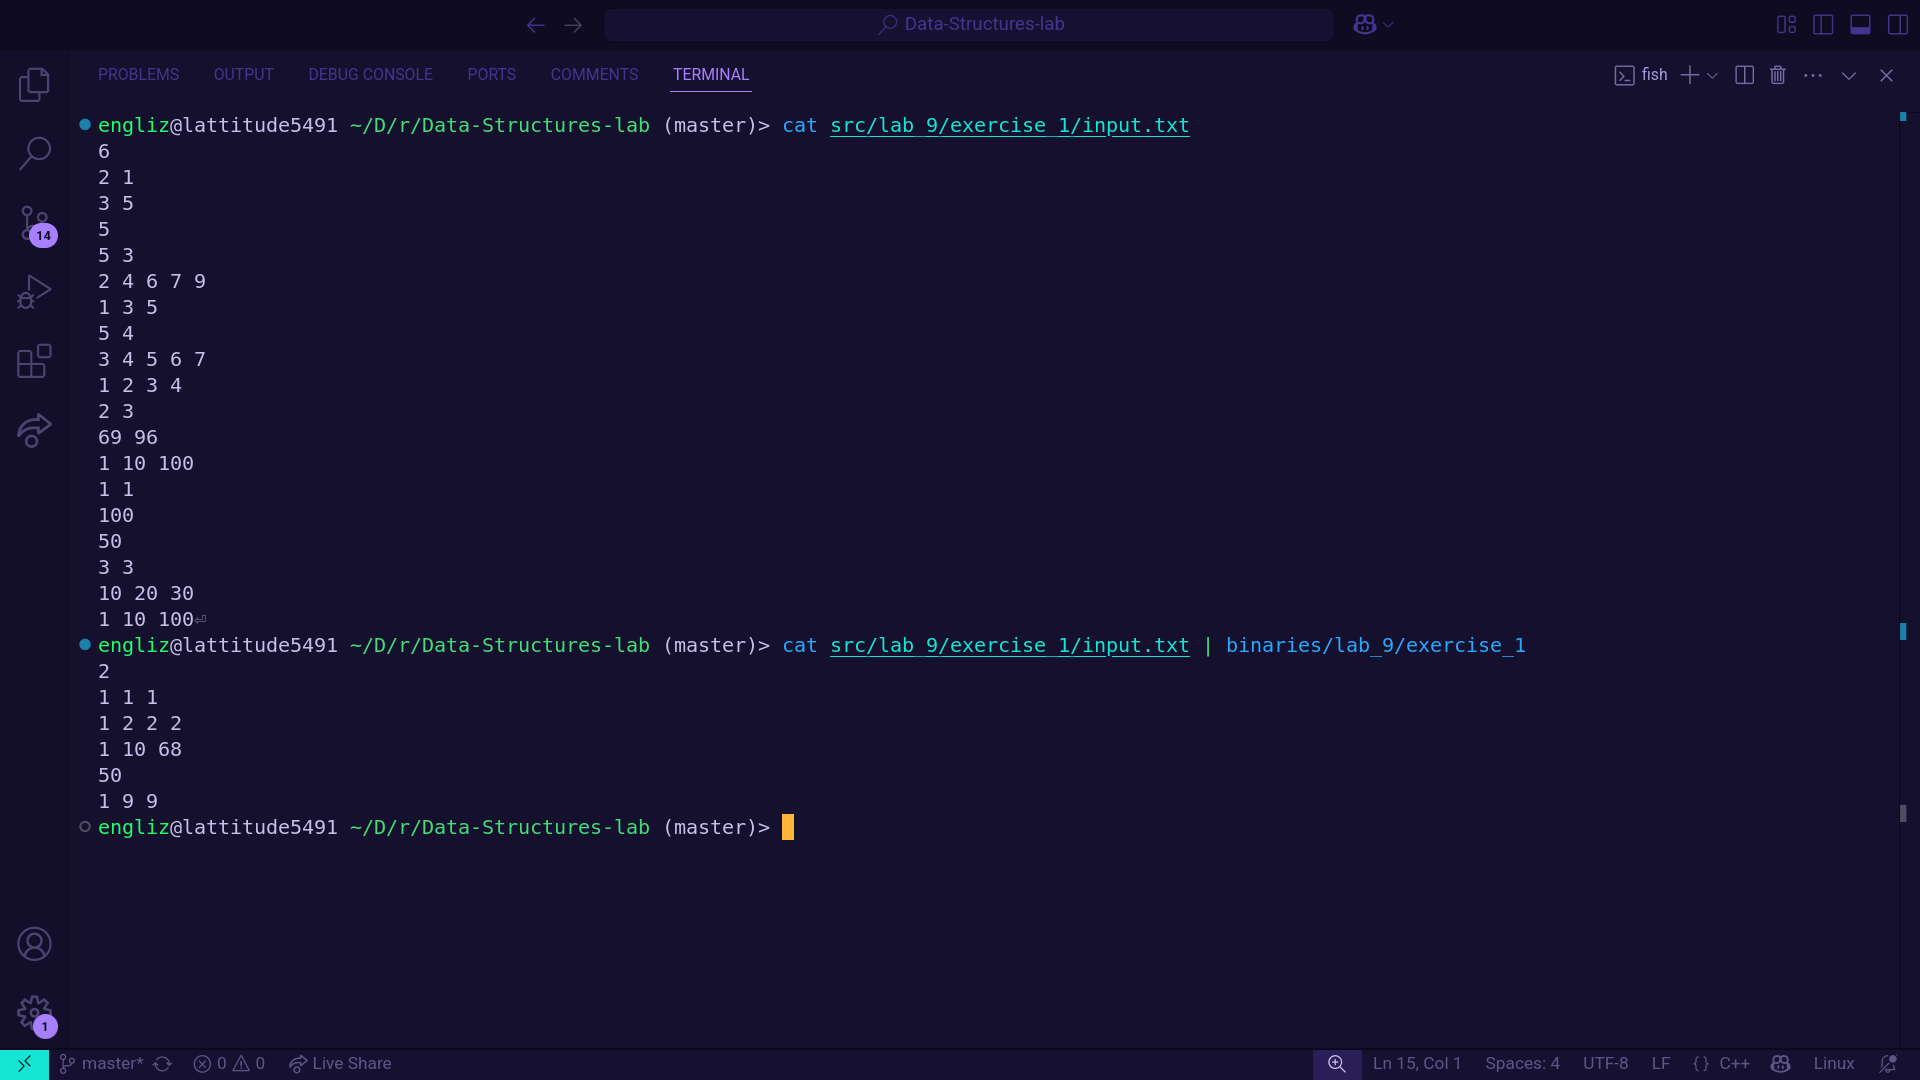 Data-Structures-lab
PROBLEMS OUTPUT DEBUG CONSOLE PORTS COMMENTS TERMINAL fish
engliz@lattitude5491 ~/D/r/Data-Structures-lab (master)> cat src/lab_9/exercise_1/input.txt
6
2 1
3 5
5
5 3
2 4 6 7 9
1 3 5
5 4
3 4 5 6 7
1 2 3 4
2 3
69 96
1 10 100
1 1
100
50
3 3
10 20 30
1 10 100⏎
engliz@lattitude5491 ~/D/r/Data-Structures-lab (master)> cat src/lab_9/exercise_1/input.txt | binaries/lab_9/exercise_1
2
1 1 1
1 2 2 2
1 10 68
50
1 9 9
engliz@lattitude5491 ~/D/r/Data-Structures-lab (master)>
14
1
master* 0 0 Live Share Ln 15, Col 1 Spaces: 4 UTF-8 LF {} C++ Linux